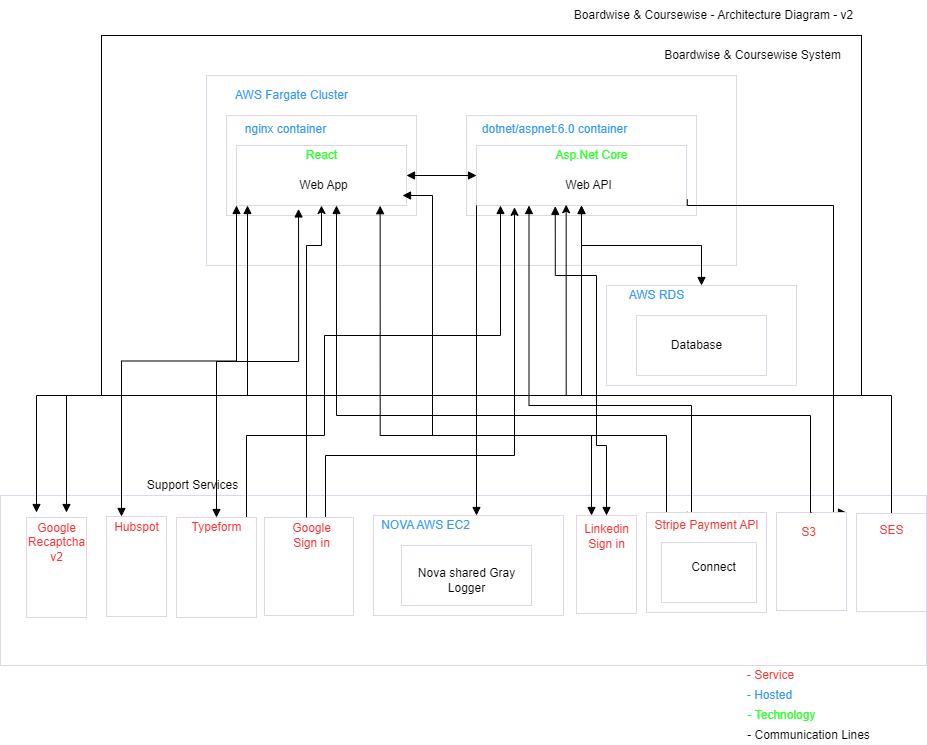 Boardwise & Coursewise - Architecture Diagram - v2
Boardwise & Coursewise System
AWS Fargate Cluster
nginx container
React
Web App
dotnet/aspnet:6.0 container
Asp.Net Core
Web API
AWS RDS
Database
Support Services
Google
Recaptcha
v2
Hubspot
Typeform
Google
Sign in
NOVA AWS EC2
Nova shared Gray
Logger
Linkedin
Sign in
Stripe Payment API
Connect
S3
SES
- Service
- Hosted
- Technology
- Communication Lines